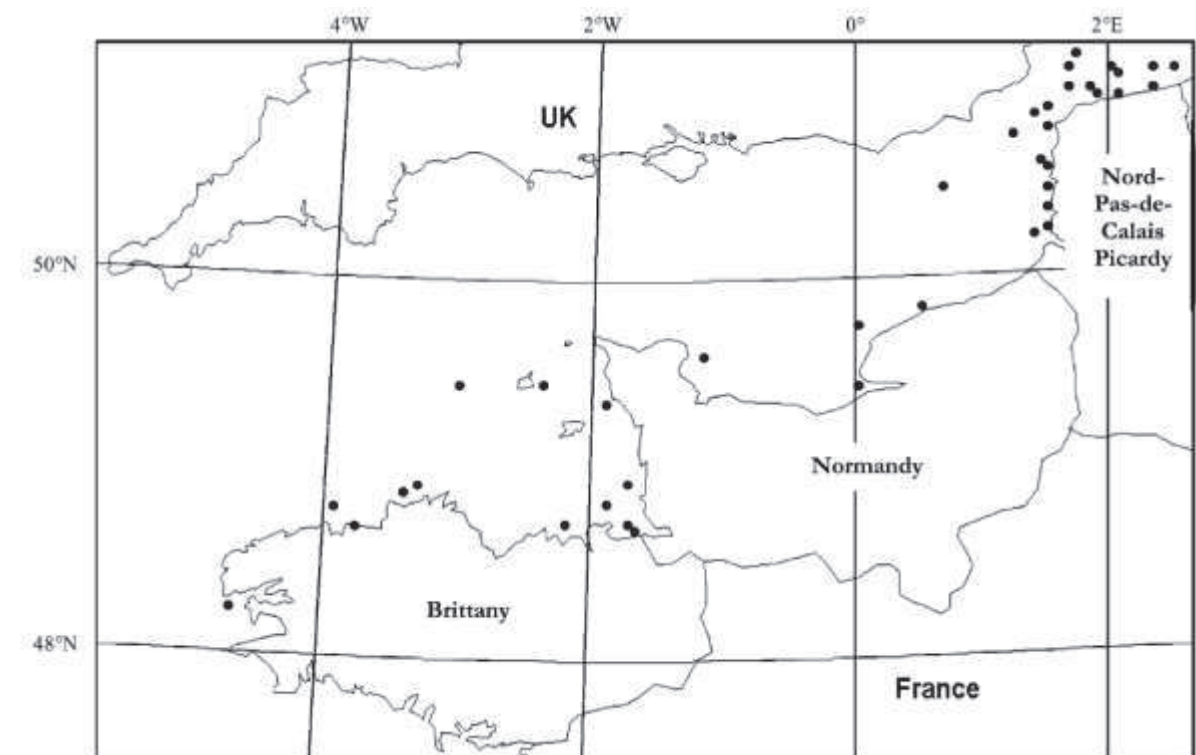 4°W
2°W
0°
2°E
UK
Nord-
Pas-de-
Calais
Picardy
50°N
Normandy
Brittany
48°N
France